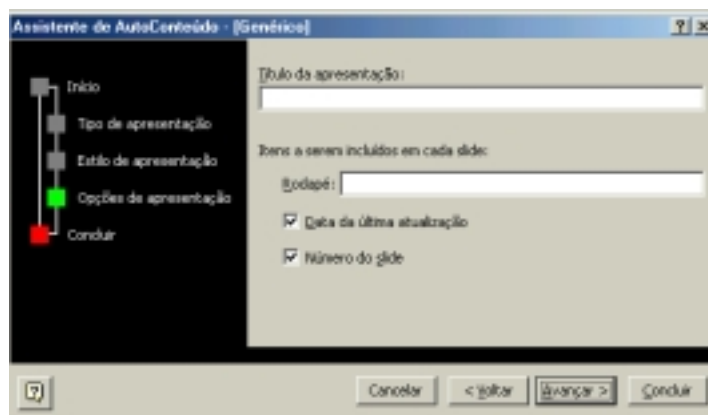 Assistente de AutoConteúdo - [Genérico]
Início
Tipo de apresentação
Estilo de apresentação
Opções de apresentação
Concluir
Título da apresentação:
Itens a serem incluídos em cada slide:
Rodapé:
Data da última atualização
Número do slide
Cancelar
< Voltar
Avançar >
Concluir